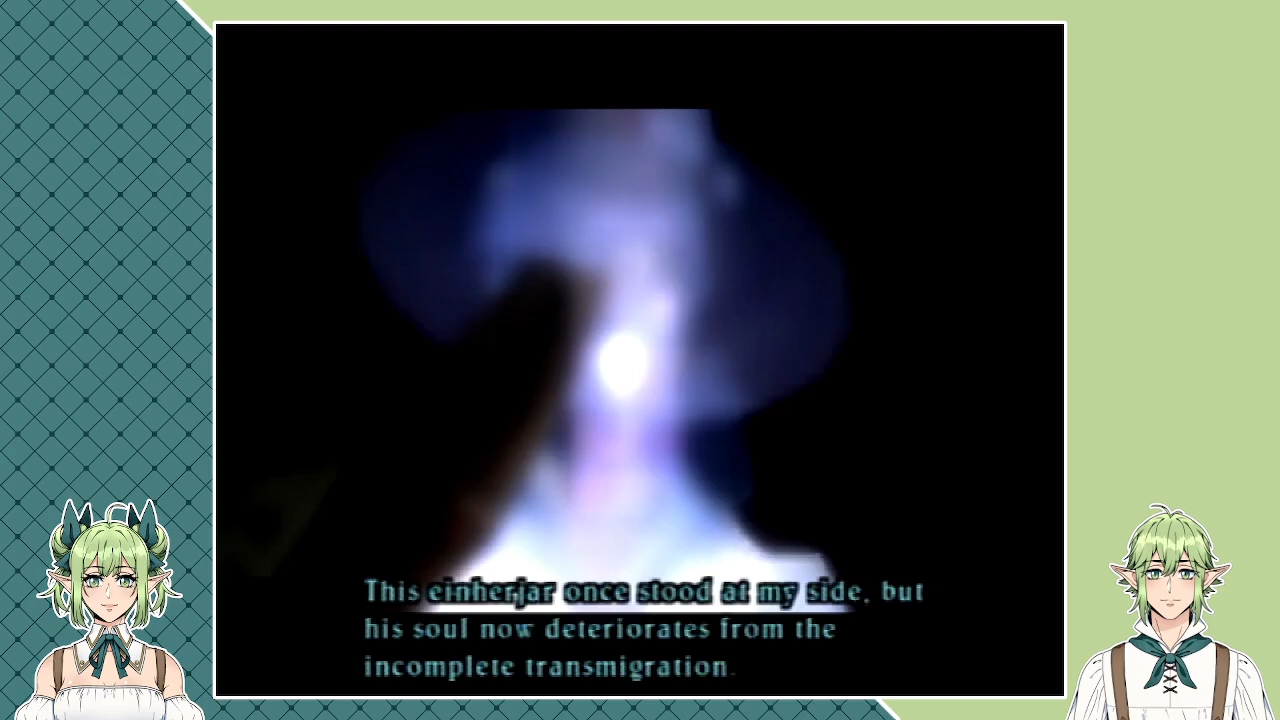 This einherjar once stood at my side, but
his soul now deteriorates from the
incomplete transmigration.